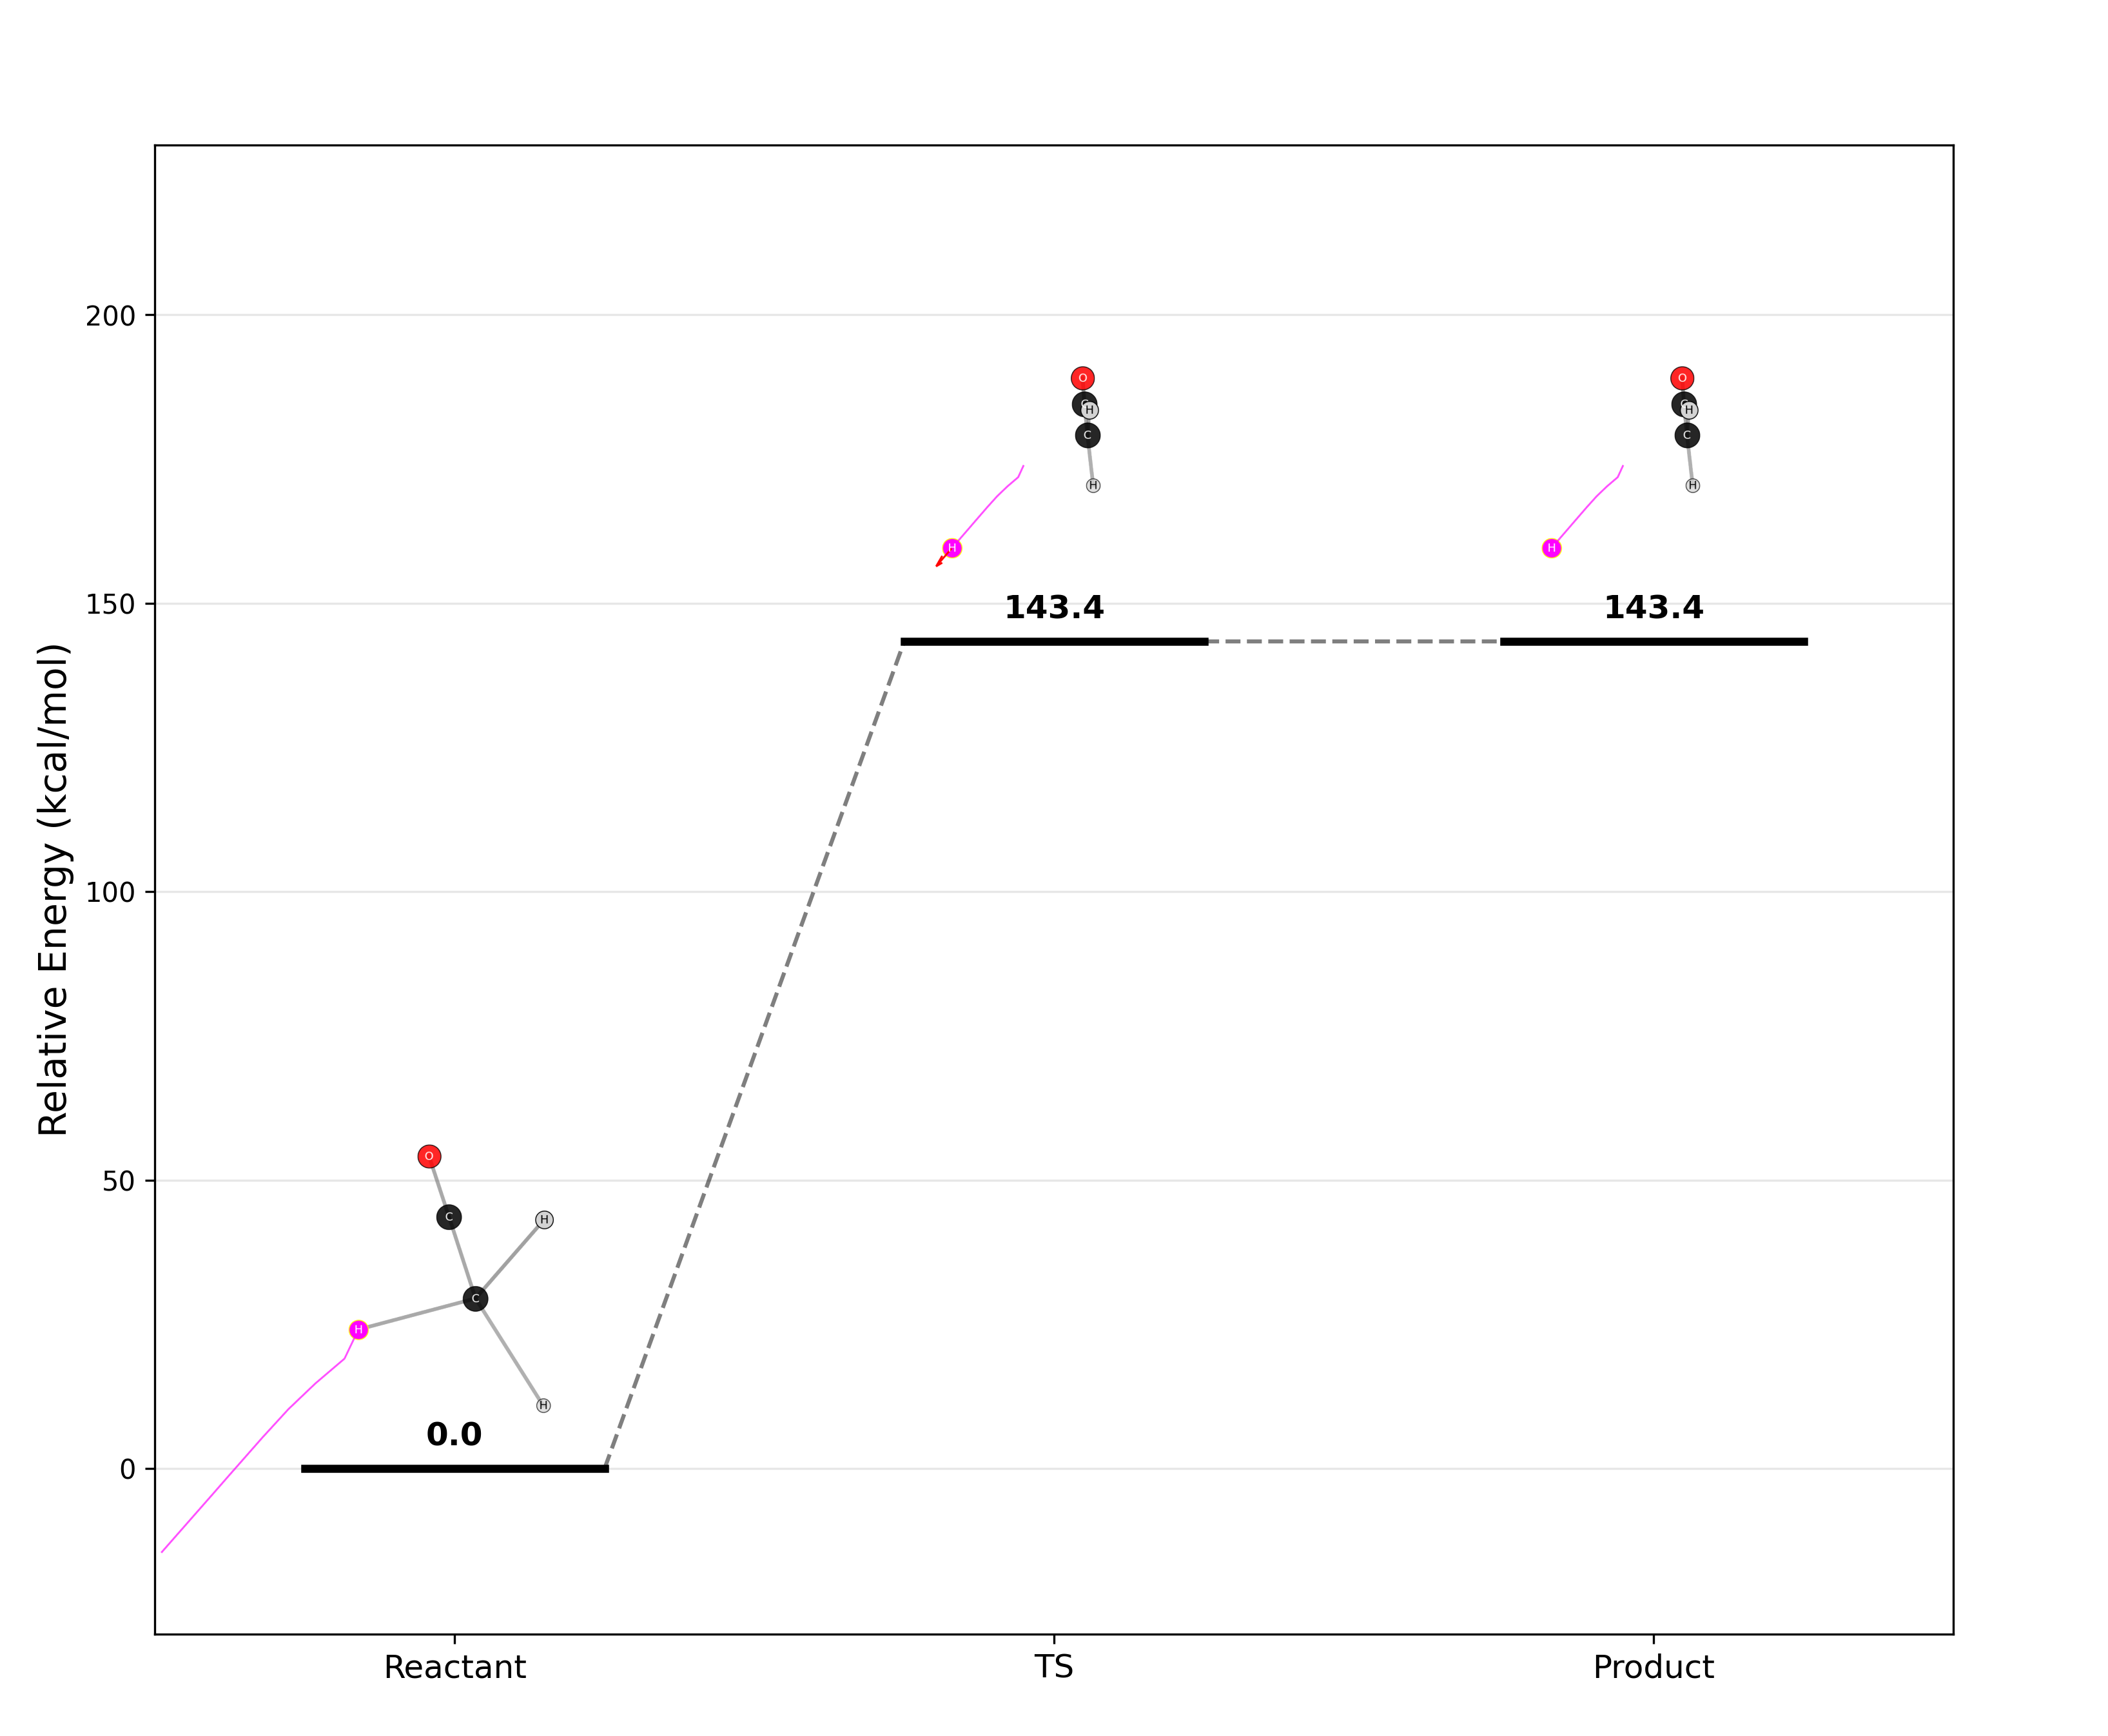 Relative Energy (kcal/mol)
200
150
100
50
0
O
C
H
C
H
H
143.4
O
H
C
H
H
143.4
O
C
H
C
H
H
0.0
Reactant
TS
Product